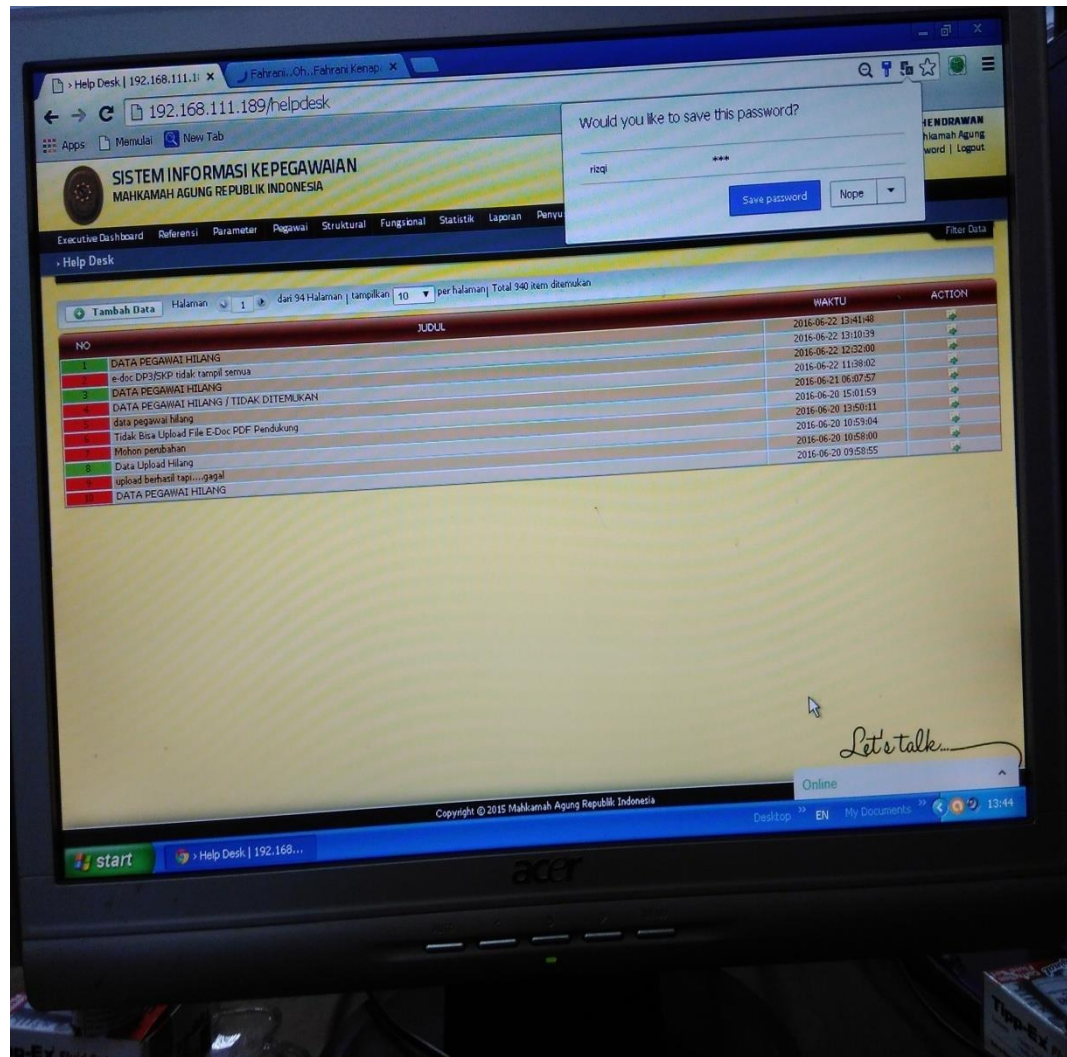 > Help Desk | 192.168.111.1
Fahrani..Oh..Fahrani Kenap
192.168.111.189/helpdesk
Apps
Memulai
New Tab
Would you like to save this password?
rizqi
***
Save password
Nope
HENDRAWAN
hkamah Agung
word | Logout
SISTEM INFORMASI KEPEGAWAIAN
MAHKAMAH AGUNG REPUBLIK INDONESIA
Executive Dashboard Referensi Parameter Pegawai Struktural Fungsional Statistik Laporan Penyu
> Help Desk
Filter Data
Tambah Data Halaman 1 dari 94 Halaman | tampilkan 10 per halaman| Total 940 item ditemukan
NO JUDUL WAKTU ACTION
1 DATA PEGAWAI HILANG 2016-06-22 13:41:48
2 e-doc DP3/SKP tidak tampil semua 2016-06-22 13:10:39
3 DATA PEGAWAI HILANG 2016-06-22 12:32:00
4 DATA PEGAWAI HILANG / TIDAK DITEMUKAN 2016-06-22 11:38:02
5 data pegawai hilang 2016-06-21 06:07:57
6 Tidak Bisa Upload File E-Doc PDF Pendukung 2016-06-20 15:01:59
7 Mohon perubahan 2016-06-20 13:50:11
8 Data Upload Hilang 2016-06-20 10:59:04
9 upload berhasil tapi....gagal 2016-06-20 10:58:00
10 DATA PEGAWAI HILANG 2016-06-20 09:58:55
Let's talk...
Online
Copyright © 2015 Mahkamah Agung Republik Indonesia
start
> Help Desk | 192.168...
Desktop
EN
My Documents
13:44
acer
Tipp-Ex